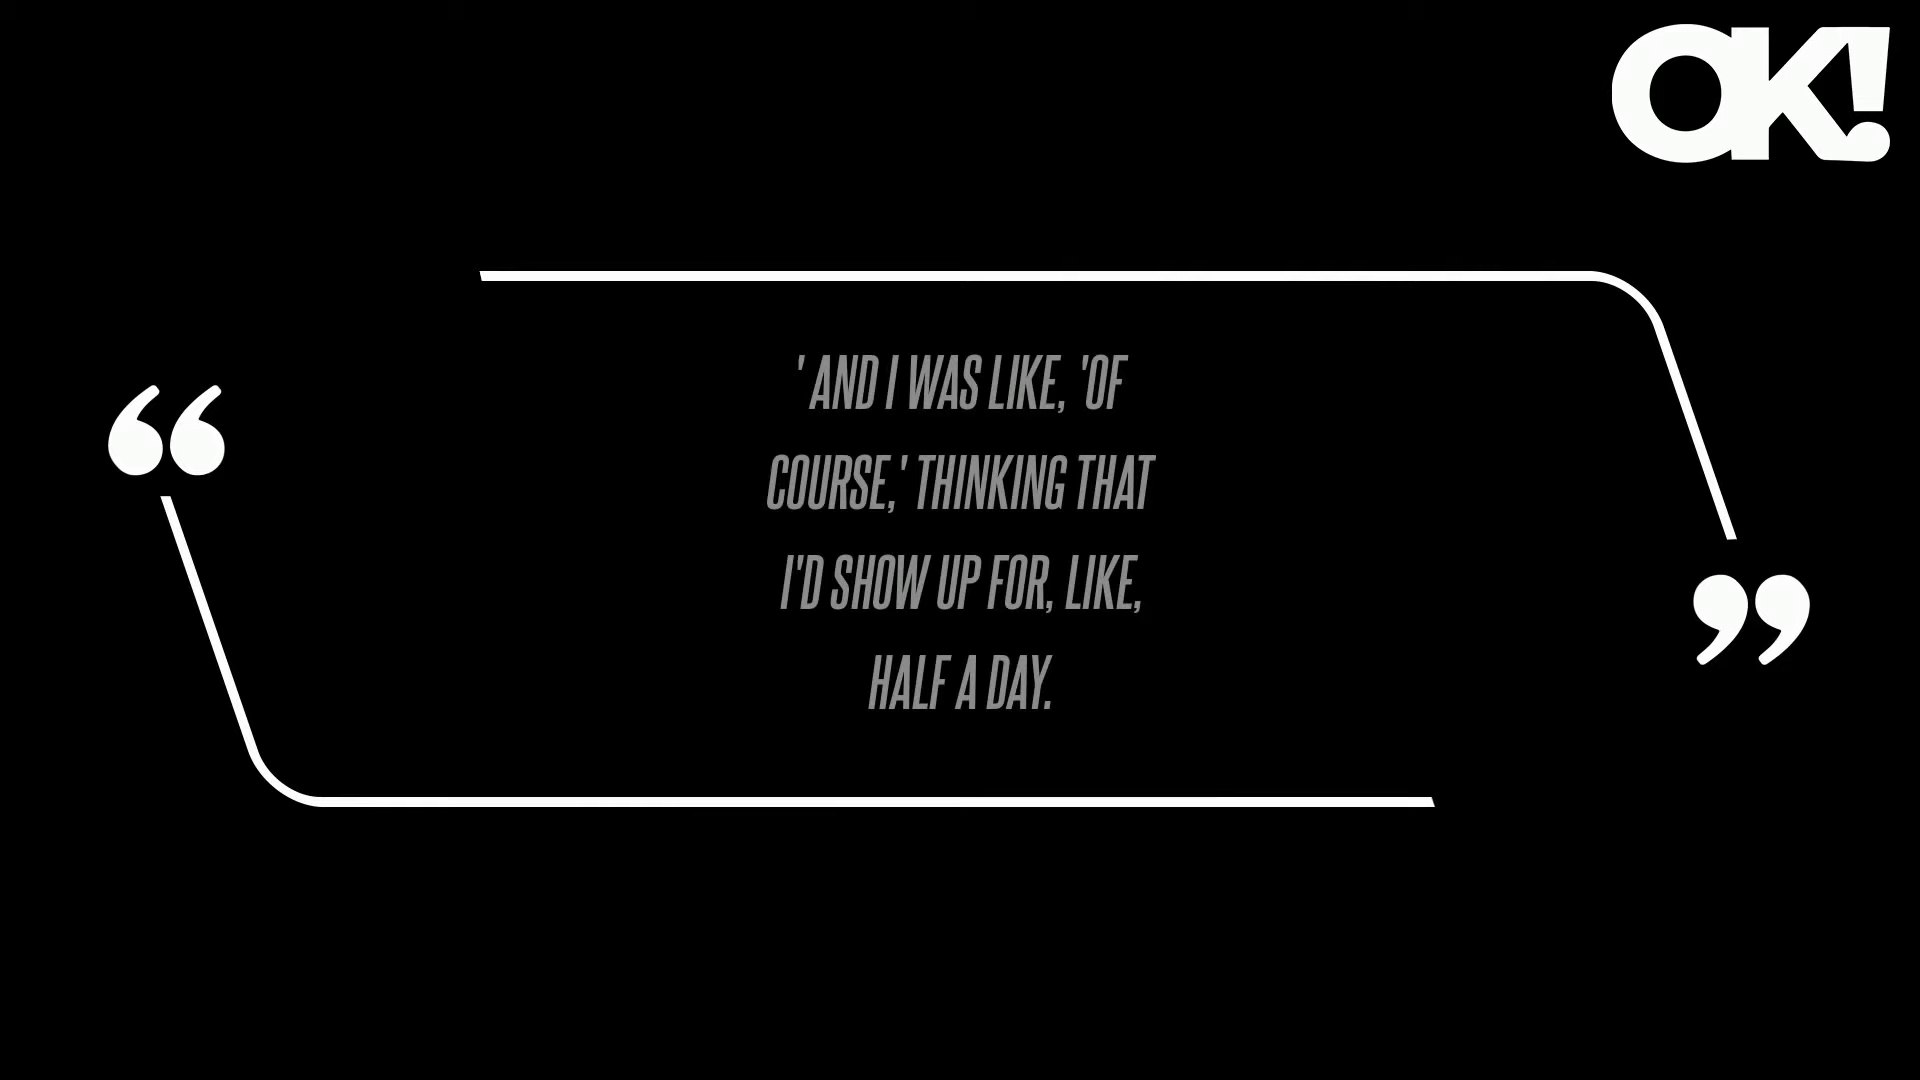 OK!
“
' AND I WAS LIKE, 'OF
COURSE,' THINKING THAT
I'D SHOW UP FOR, LIKE,
HALF A DAY.
”